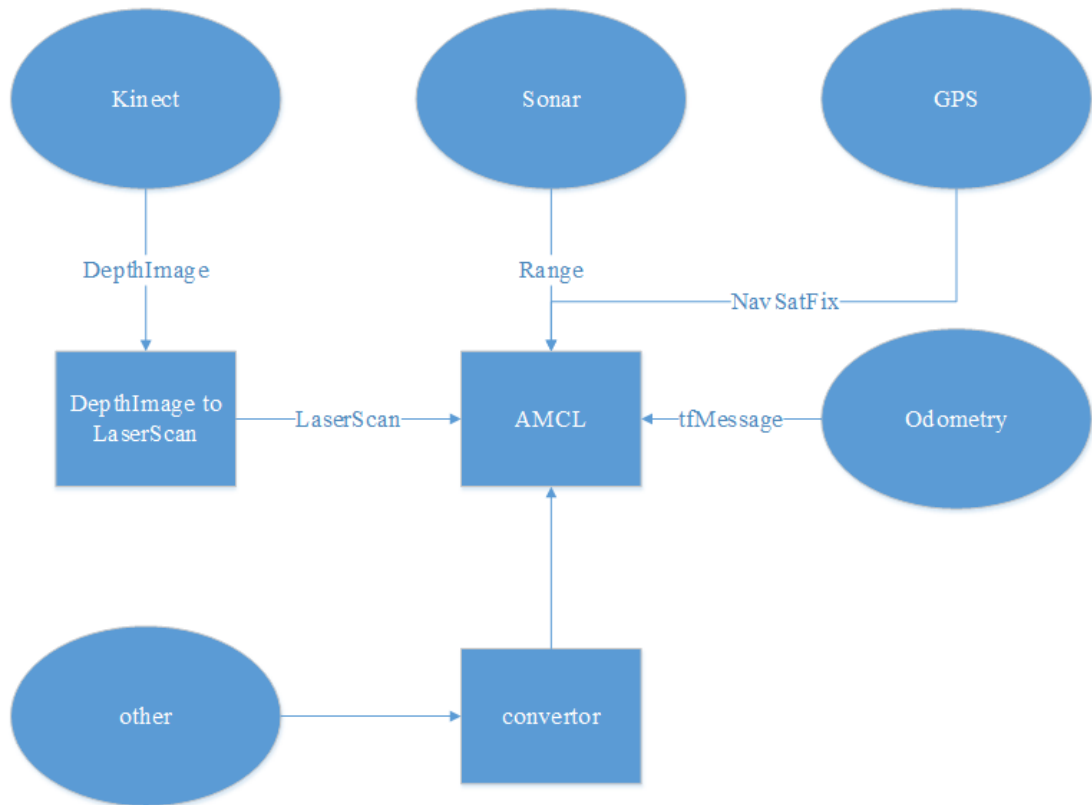 Kinect
Sonar
GPS
DepthImage
Range
NavSatFix
DepthImage to
LaserScan
LaserScan
AMCL
tfMessage
Odometry
other
convertor